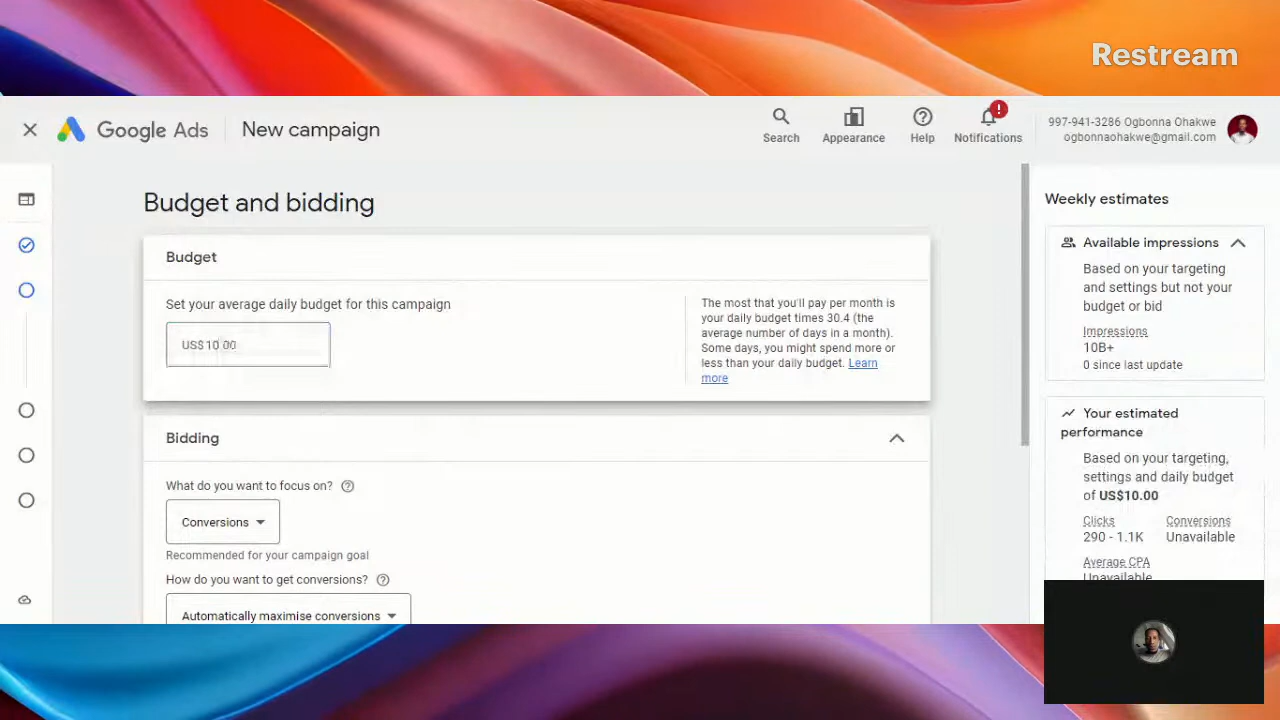 Restream
Google Ads
New campaign
Search
Appearance
Help
!
Notifications
997-941-3286 Ogbonna Ohakwe
ogbonnaohakwe@gmail.com
Budget and bidding
Budget
Set your average daily budget for this campaign
US$10.00
The most that you'll pay per month is
your daily budget times 30.4 (the
average number of days in a month).
Some days, you might spend more or
less than your daily budget. Learn
more
Bidding
What do you want to focus on?
Conversions
Recommended for your campaign goal
How do you want to get conversions?
Automatically maximise conversions
Weekly estimates
Available impressions
Based on your targeting
and settings but not your
budget or bid
Impressions
10B+
0 since last update
Your estimated
performance
Based on your targeting,
settings and daily budget
of US$10.00
Clicks Conversions
290 - 1.1K Unavailable
Average CPA
Unavailable